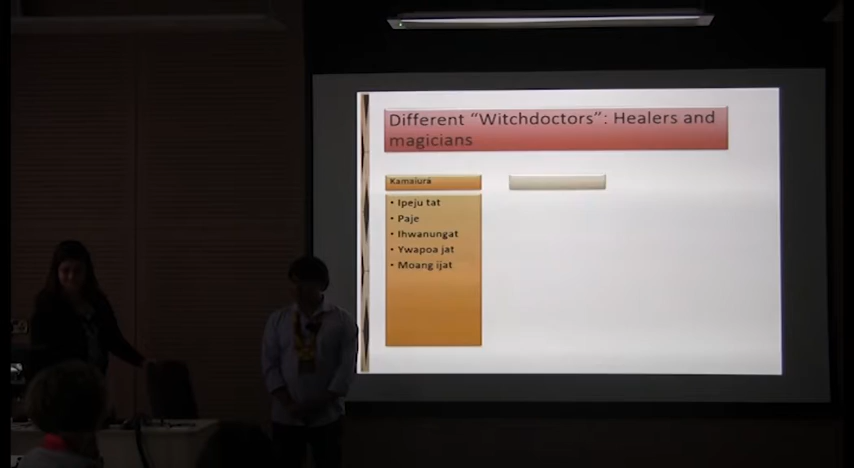 Different “Witchdoctors”: Healers and
magicians
Kamaiura
• Ipeju tat
• Paje
• Ihwanungat
• Ywapoa jat
• Moang ijat